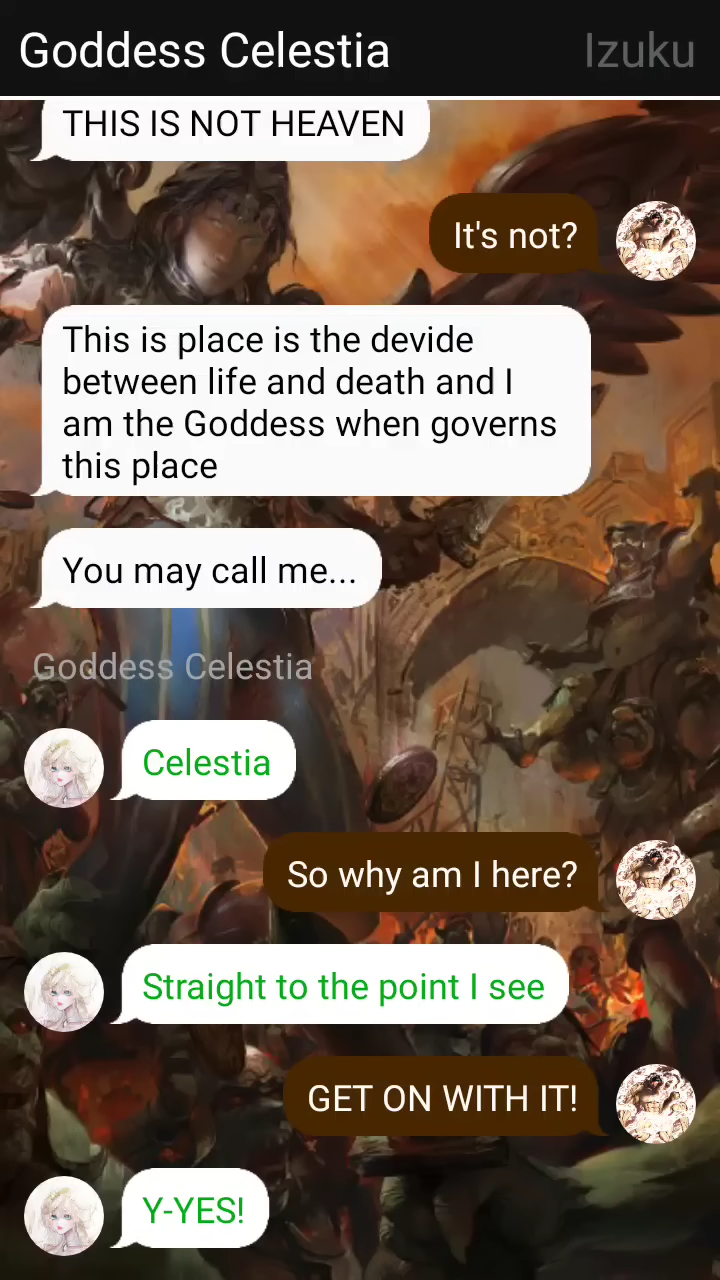 Goddess Celestia
Izuku
THIS IS NOT HEAVEN
It's not?
This is place is the devide
between life and death and I
am the Goddess when governs
this place
You may call me...
Goddess Celestia
Celestia
So why am I here?
Straight to the point I see
GET ON WITH IT!
Y-YES!